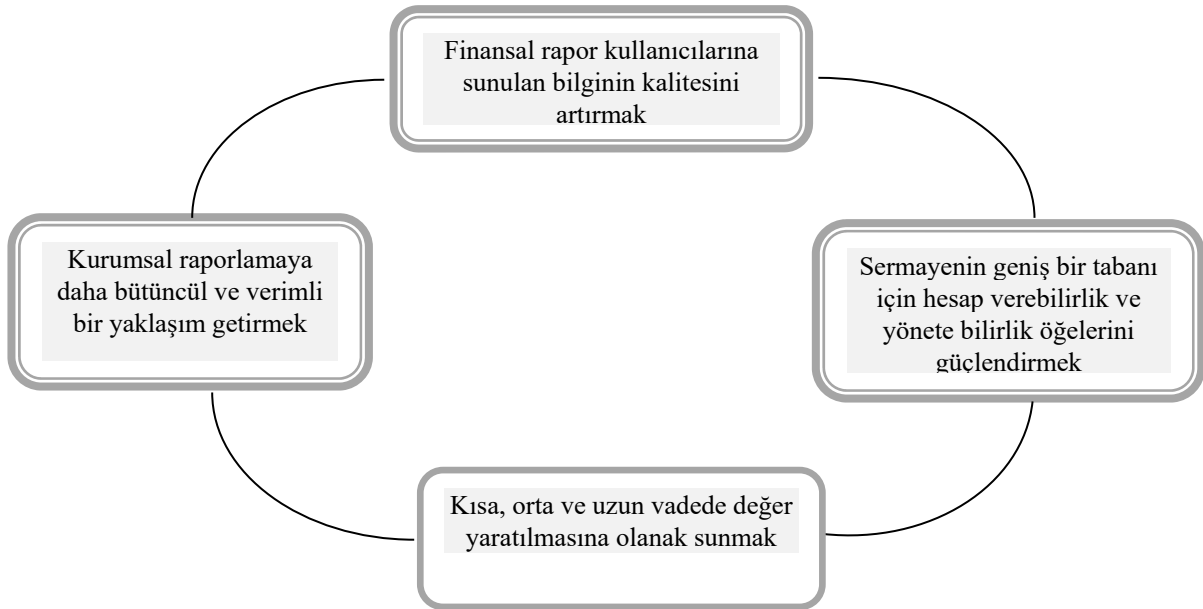 Finansal rapor kullanıcılarına
sunulan bilginin kalitesini
artırmak
Kurumsal raporlamaya
daha bütüncül ve verimli
bir yaklaşım getirmek
Sermayenin geniş bir tabanı
için hesap verebilirlik ve
yönete bilirlik öğelerini
güçlendirmek
Kısa, orta ve uzun vadede değer
yaratılmasına olanak sunmak